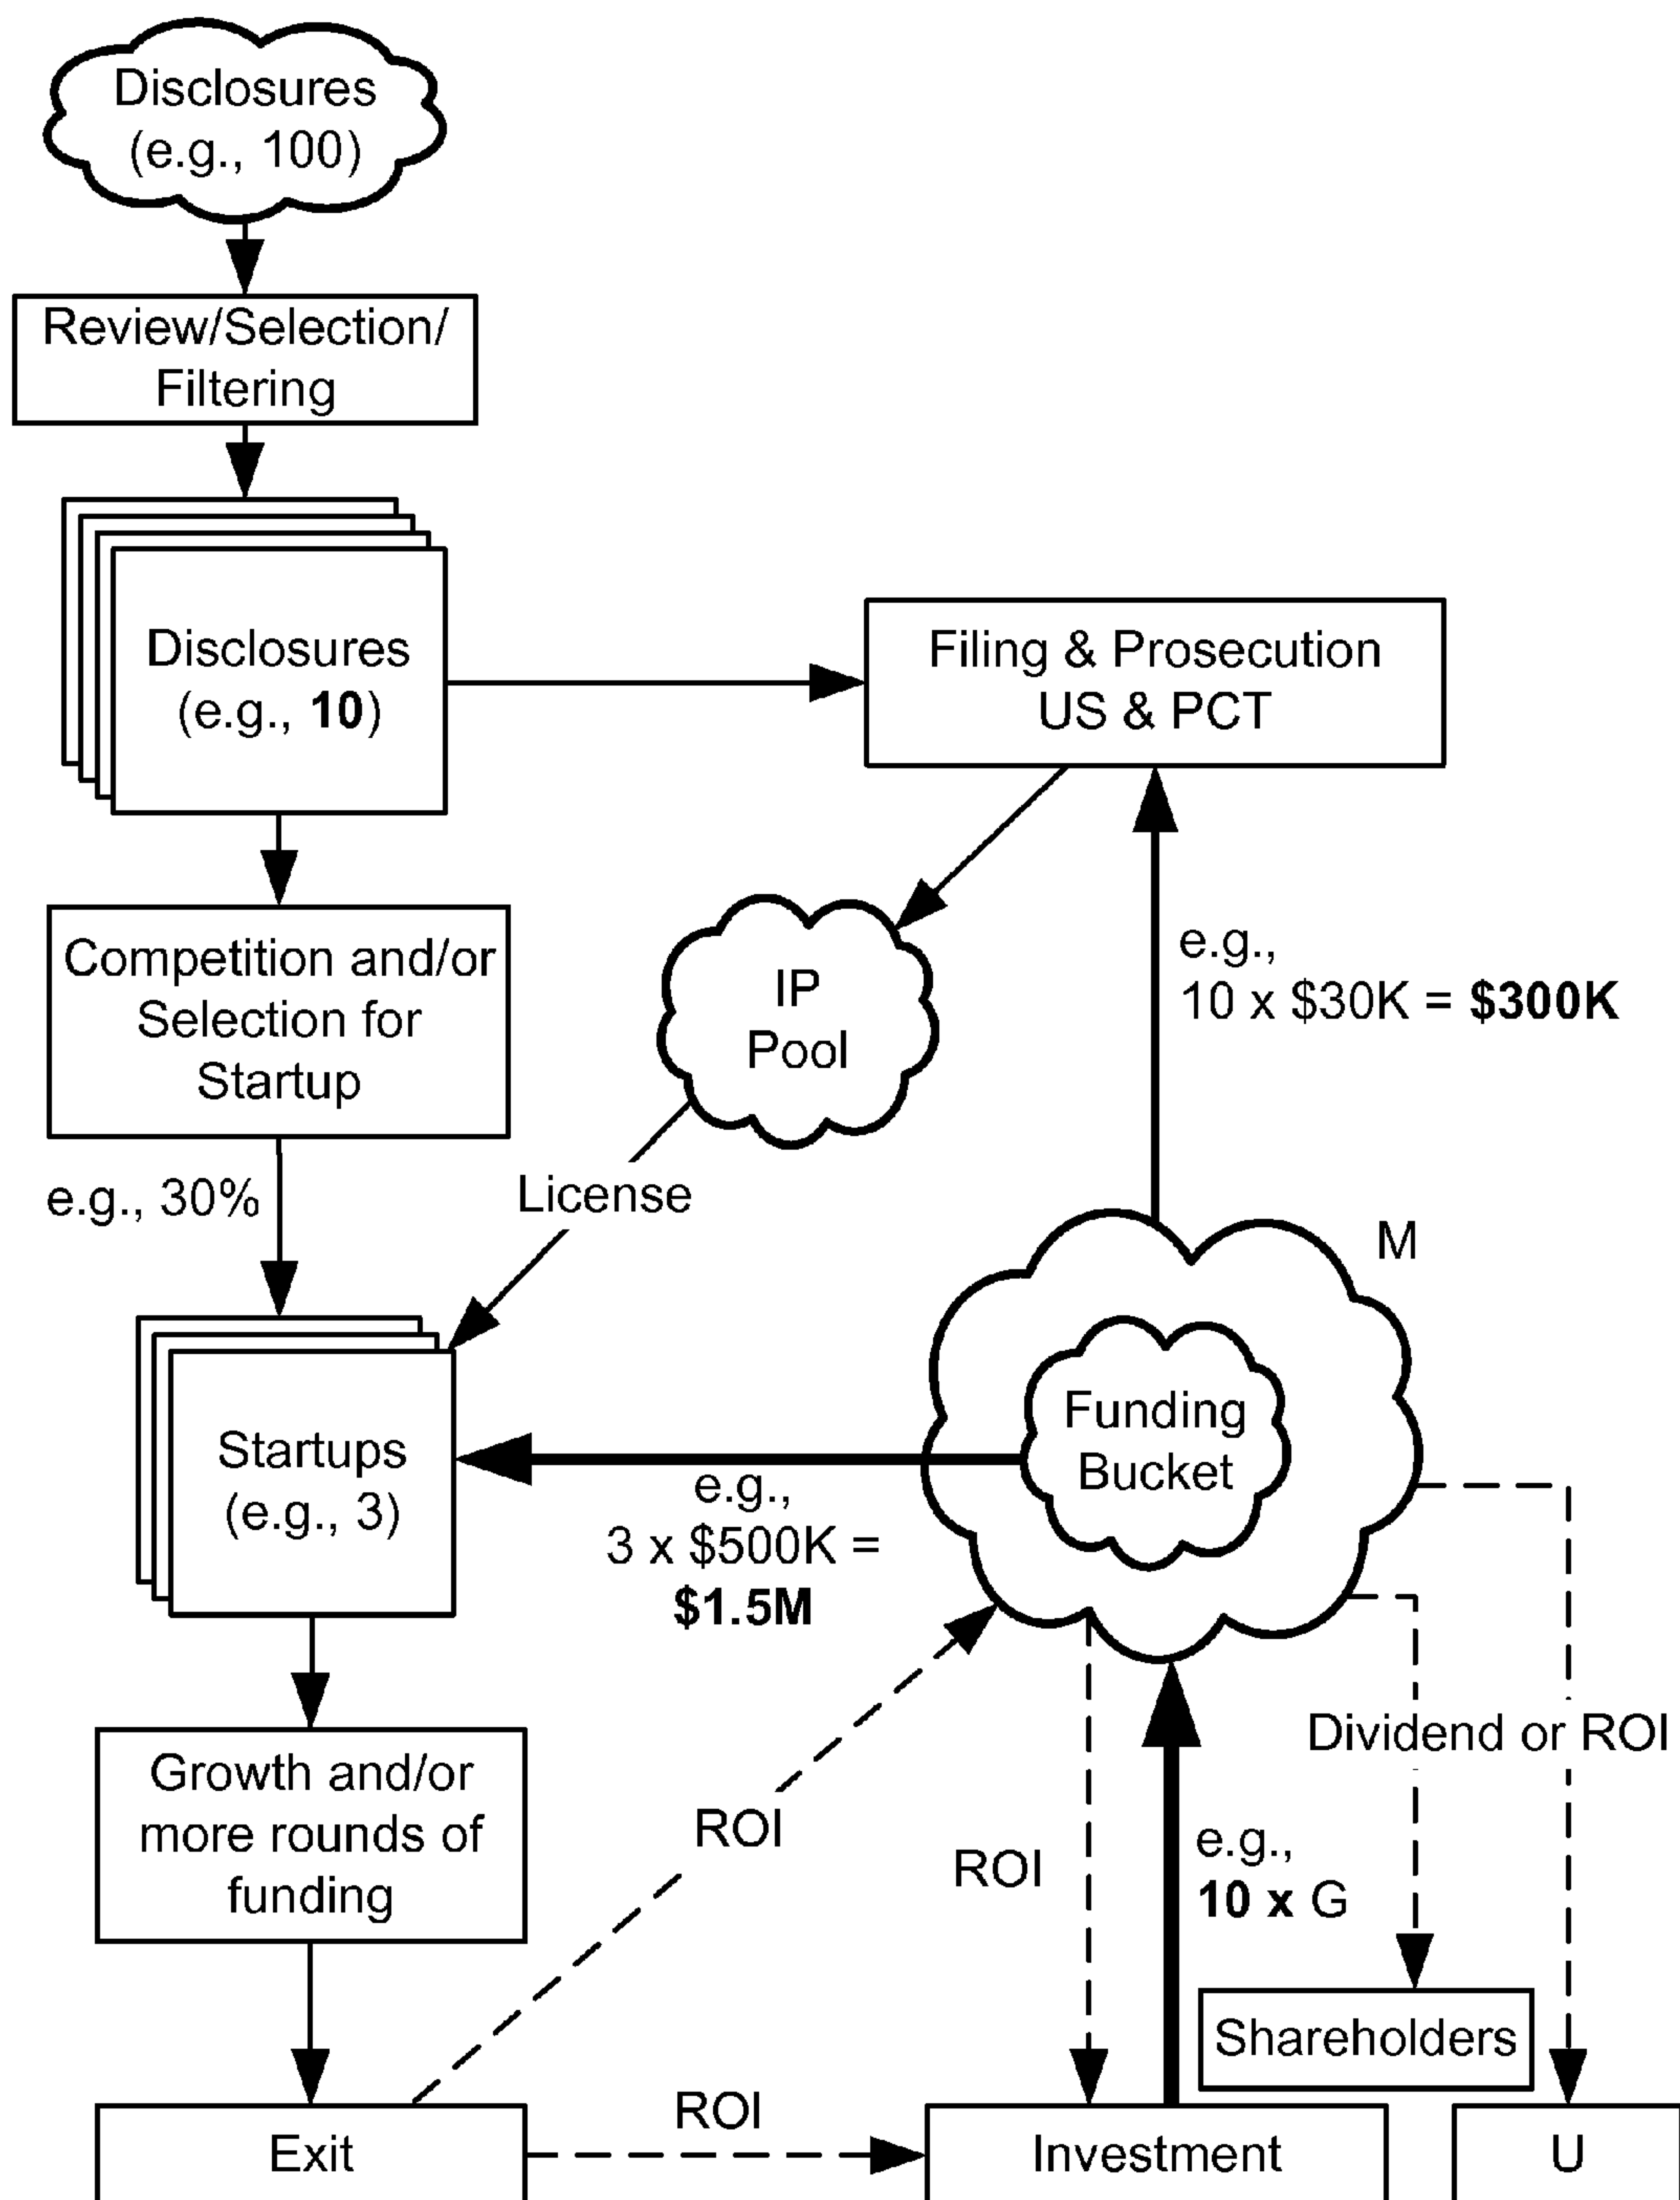 Disclosures
(e.g., 100)
Review/Selection/
Filtering
Disclosures
(e.g., 10)
Filing & Prosecution
US & PCT
Competition and/or
Selection for
Startup
IP
Pool
e.g.,
10 x $30K = $300K
e.g., 30%
License
M
Startups
(e.g., 3)
Funding
Bucket
e.g.,
3 x $500K =
$1.5M
Growth and/or
more rounds of
funding
ROI
ROI
e.g.,
10 x G
Dividend or ROI
Shareholders
Exit
ROI
Investment
U